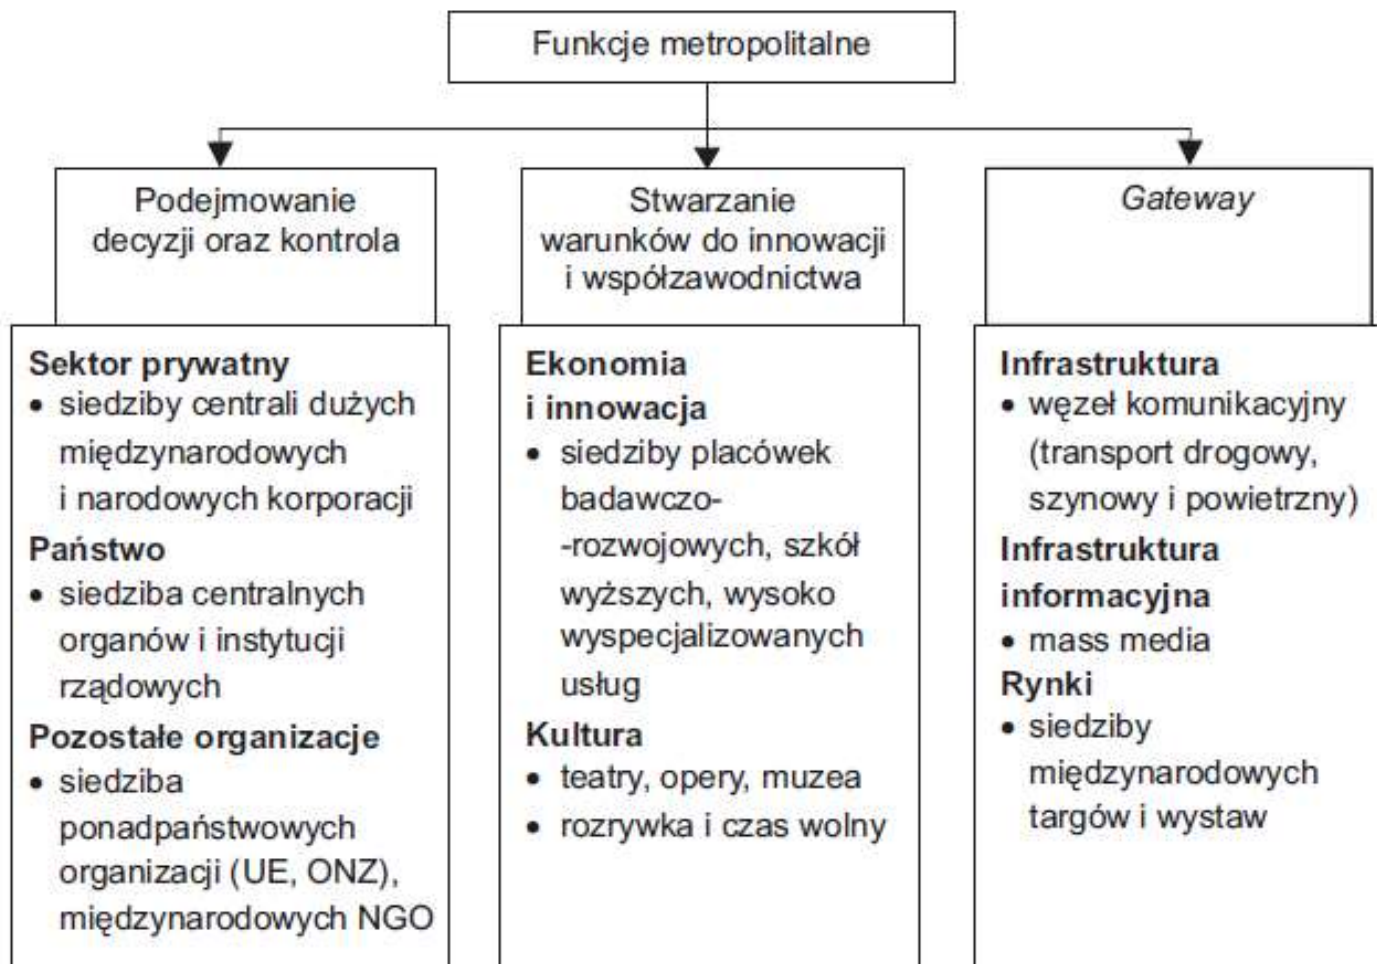 Funkcje metropolitalne
Podejmowanie
decyzji oraz kontrola
Sektor prywatny
• siedziby centrali dużych
międzynarodowych
i narodowych korporacji
Państwo
• siedziba centralnych
organów i instytucji
rządowych
Pozostałe organizacje
• siedziba
ponadpaństwowych
organizacji (UE, ONZ),
międzynarodowych NGO
Stwarzanie
warunków do innowacji
i współzawodnictwa
Ekonomia
i innowacja
• siedziby placówek
badawczo-
-rozwojowych, szkół
wyższych, wysoko
wyspecjalizowanych
usług
Kultura
• teatry, opery, muzea
• rozrywka i czas wolny
Gateway
Infrastruktura
• węzeł komunikacyjny
(transport drogowy,
szynowy i powietrzny)
Infrastruktura
informacyjna
• mass media
Rynki
• siedziby
międzynarodowych
targów i wystaw